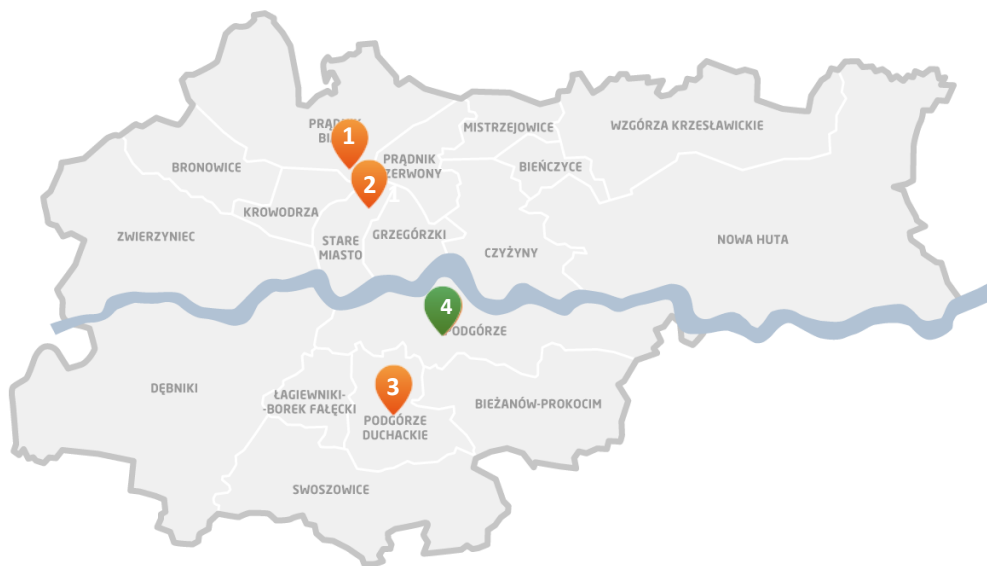 PRĄDNIK
1
MISTRZEJOWICE
WZGÓRZA KRZESŁAWICKIE
BRONOWICE
PRĄDNIK
BIEŃCZYCE
2
KROWODRZA
ZWIERZYNIEC
STARE
MIASTO
GRZEGÓRZKI
CZYŻYNY
NOWA HUTA
4
PODGÓRZE
DĘBNIKI
ŁAGIEWNIKI-
-BOREK FAŁĘCKI
3
PODGÓRZE
DUCHACKIE
BIEŻANÓW-PROKOCIM
SWOSZOWICE